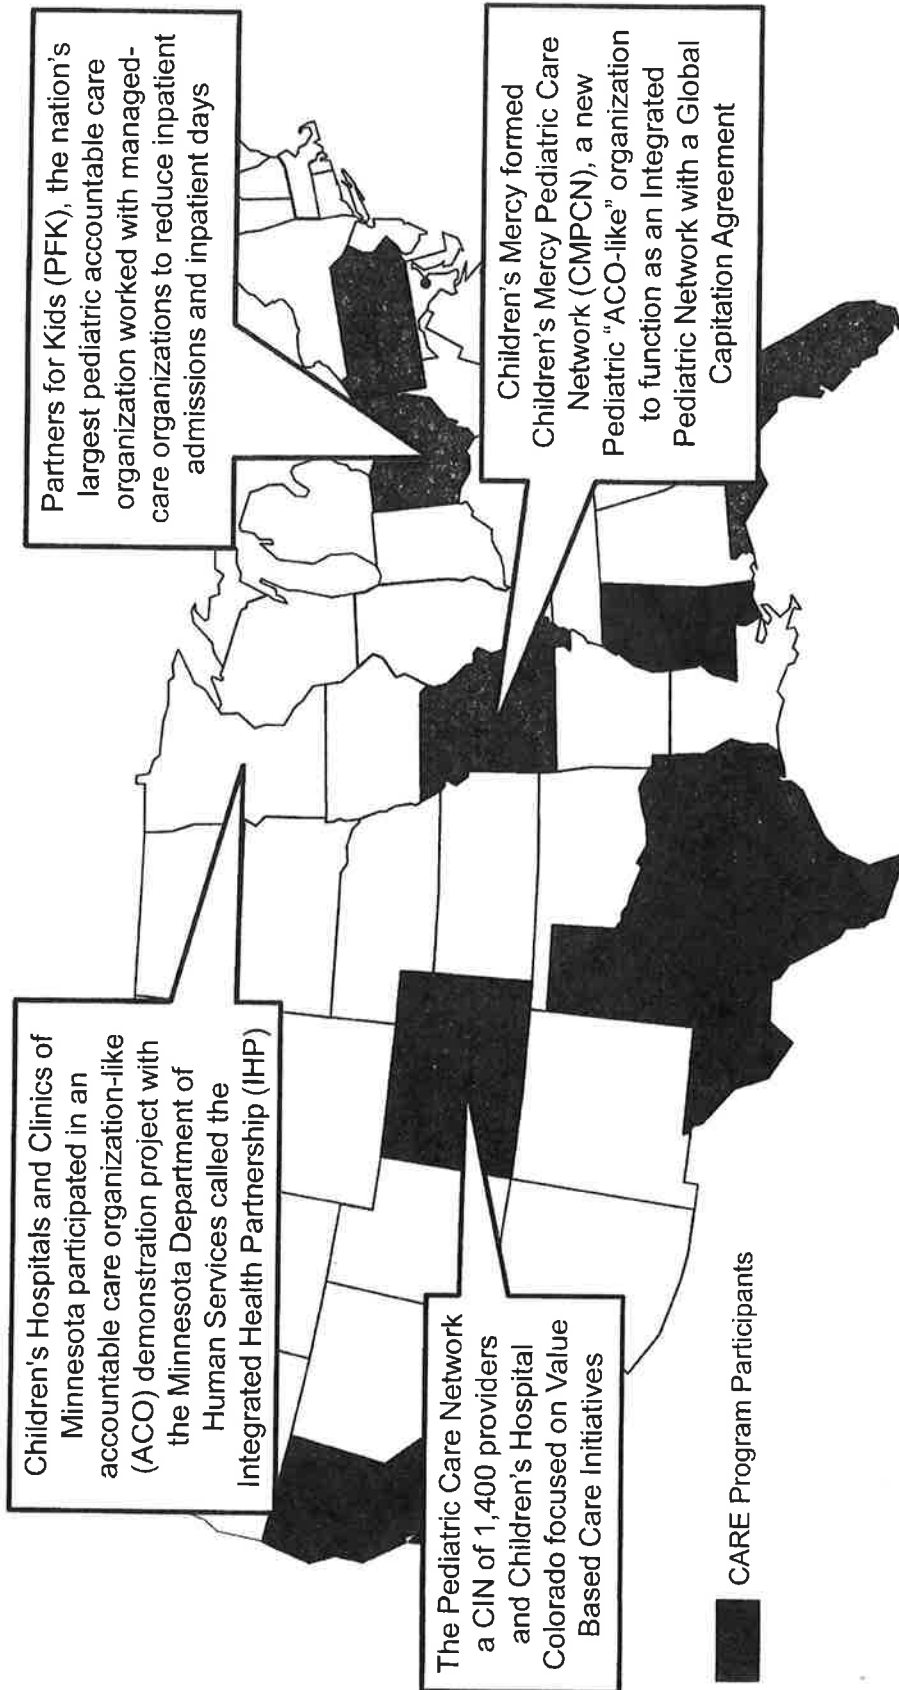 Children's Hospitals and Clinics of
Minnesota participated in an
accountable care organization-like
(ACO) demonstration project with
the Minnesota Department of
Human Services called the
Integrated Health Partnership (IHP)
Partners for Kids (PFK), the nation's
largest pediatric accountable care
organization worked with managed-
care organizations to reduce inpatient
admissions and inpatient days
The Pediatric Care Network
a CIN of 1,400 providers
and Children's Hospital
Colorado focused on Value
Based Care Initiatives
Children's Mercy formed
Children's Mercy Pediatric Care
Network (CMPCN), a new
Pediatric "ACO-like" organization
to function as an Integrated
Pediatric Network with a Global
Capitation Agreement
CARE Program Participants